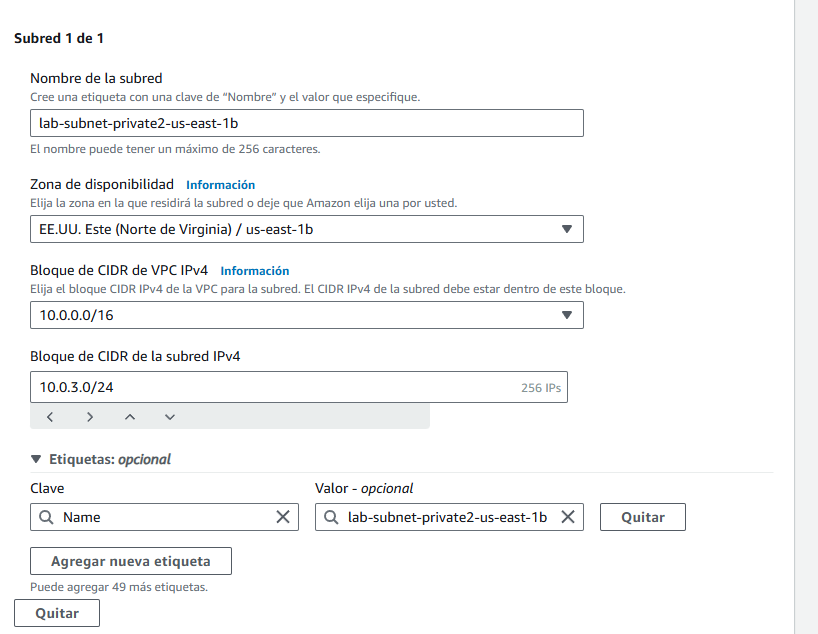 Subred 1 de 1
Nombre de la subred
Cree una etiqueta con una clave de "Nombre" y el valor que especifique.
lab-subnet-private2-us-east-1b
El nombre puede tener un máximo de 256 caracteres.
Zona de disponibilidad Información
Elija la zona en la que residirá la subred o deje que Amazon elija una por usted.
EE.UU. Este (Norte de Virginia) / us-east-1b
Bloque de CIDR de VPC IPv4 Información
Elija el bloque CIDR IPv4 de la VPC para la subred. El CIDR IPv4 de la subred debe estar dentro de este bloque.
10.0.0.0/16
Bloque de CIDR de la subred IPv4
10.0.3.0/24 256 IPs
Etiquetas: opcional
Clave Valor - opcional
Name lab-subnet-private2-us-east-1b Quitar
Agregar nueva etiqueta
Puede agregar 49 más etiquetas.
Quitar